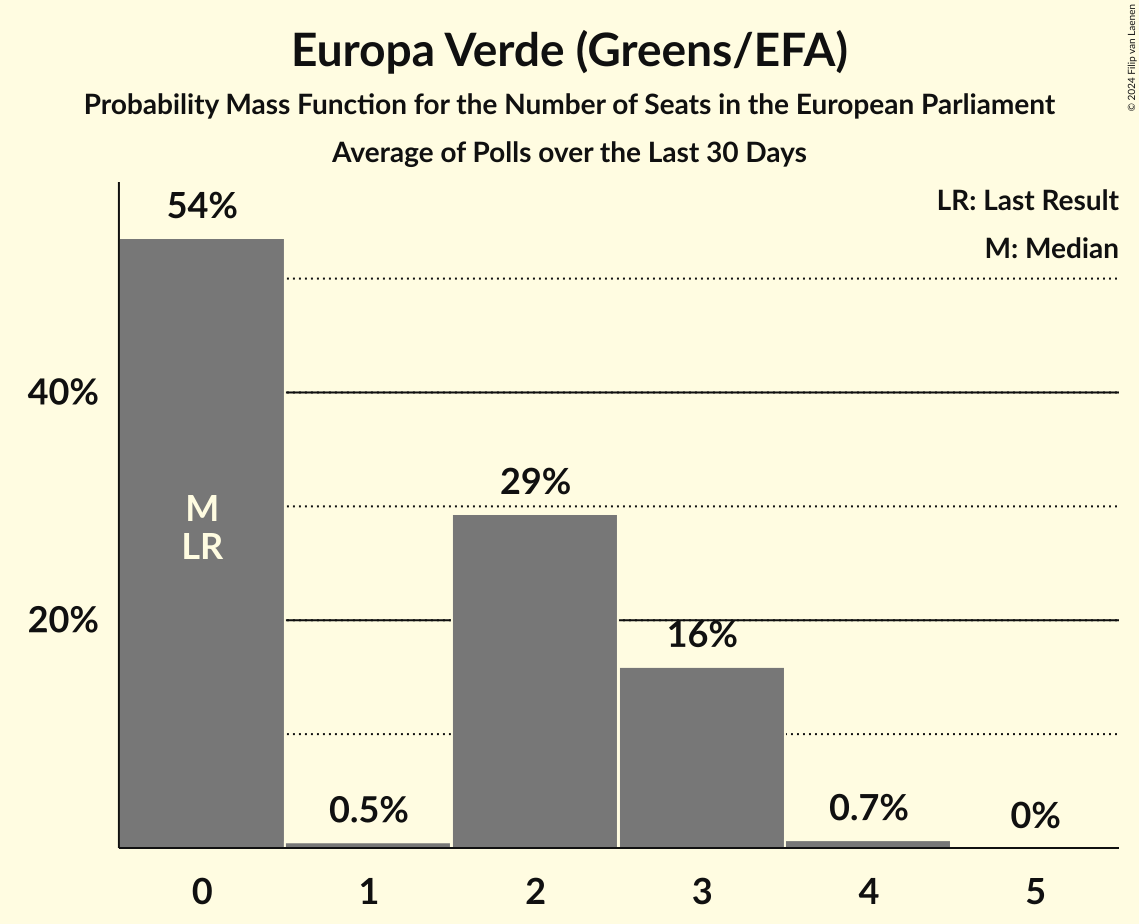 Europa Verde (Greens/EFA)
Probability Mass Function for the Number of Seats in the European Parliament
Average of Polls over the Last 30 Days
© 2024 Filip van Laenen
LR: Last Result
M: Median
54%
40%
M
LR
29%
20%
16%
0.5%
0.7%
0%
0 1 2 3 4 5